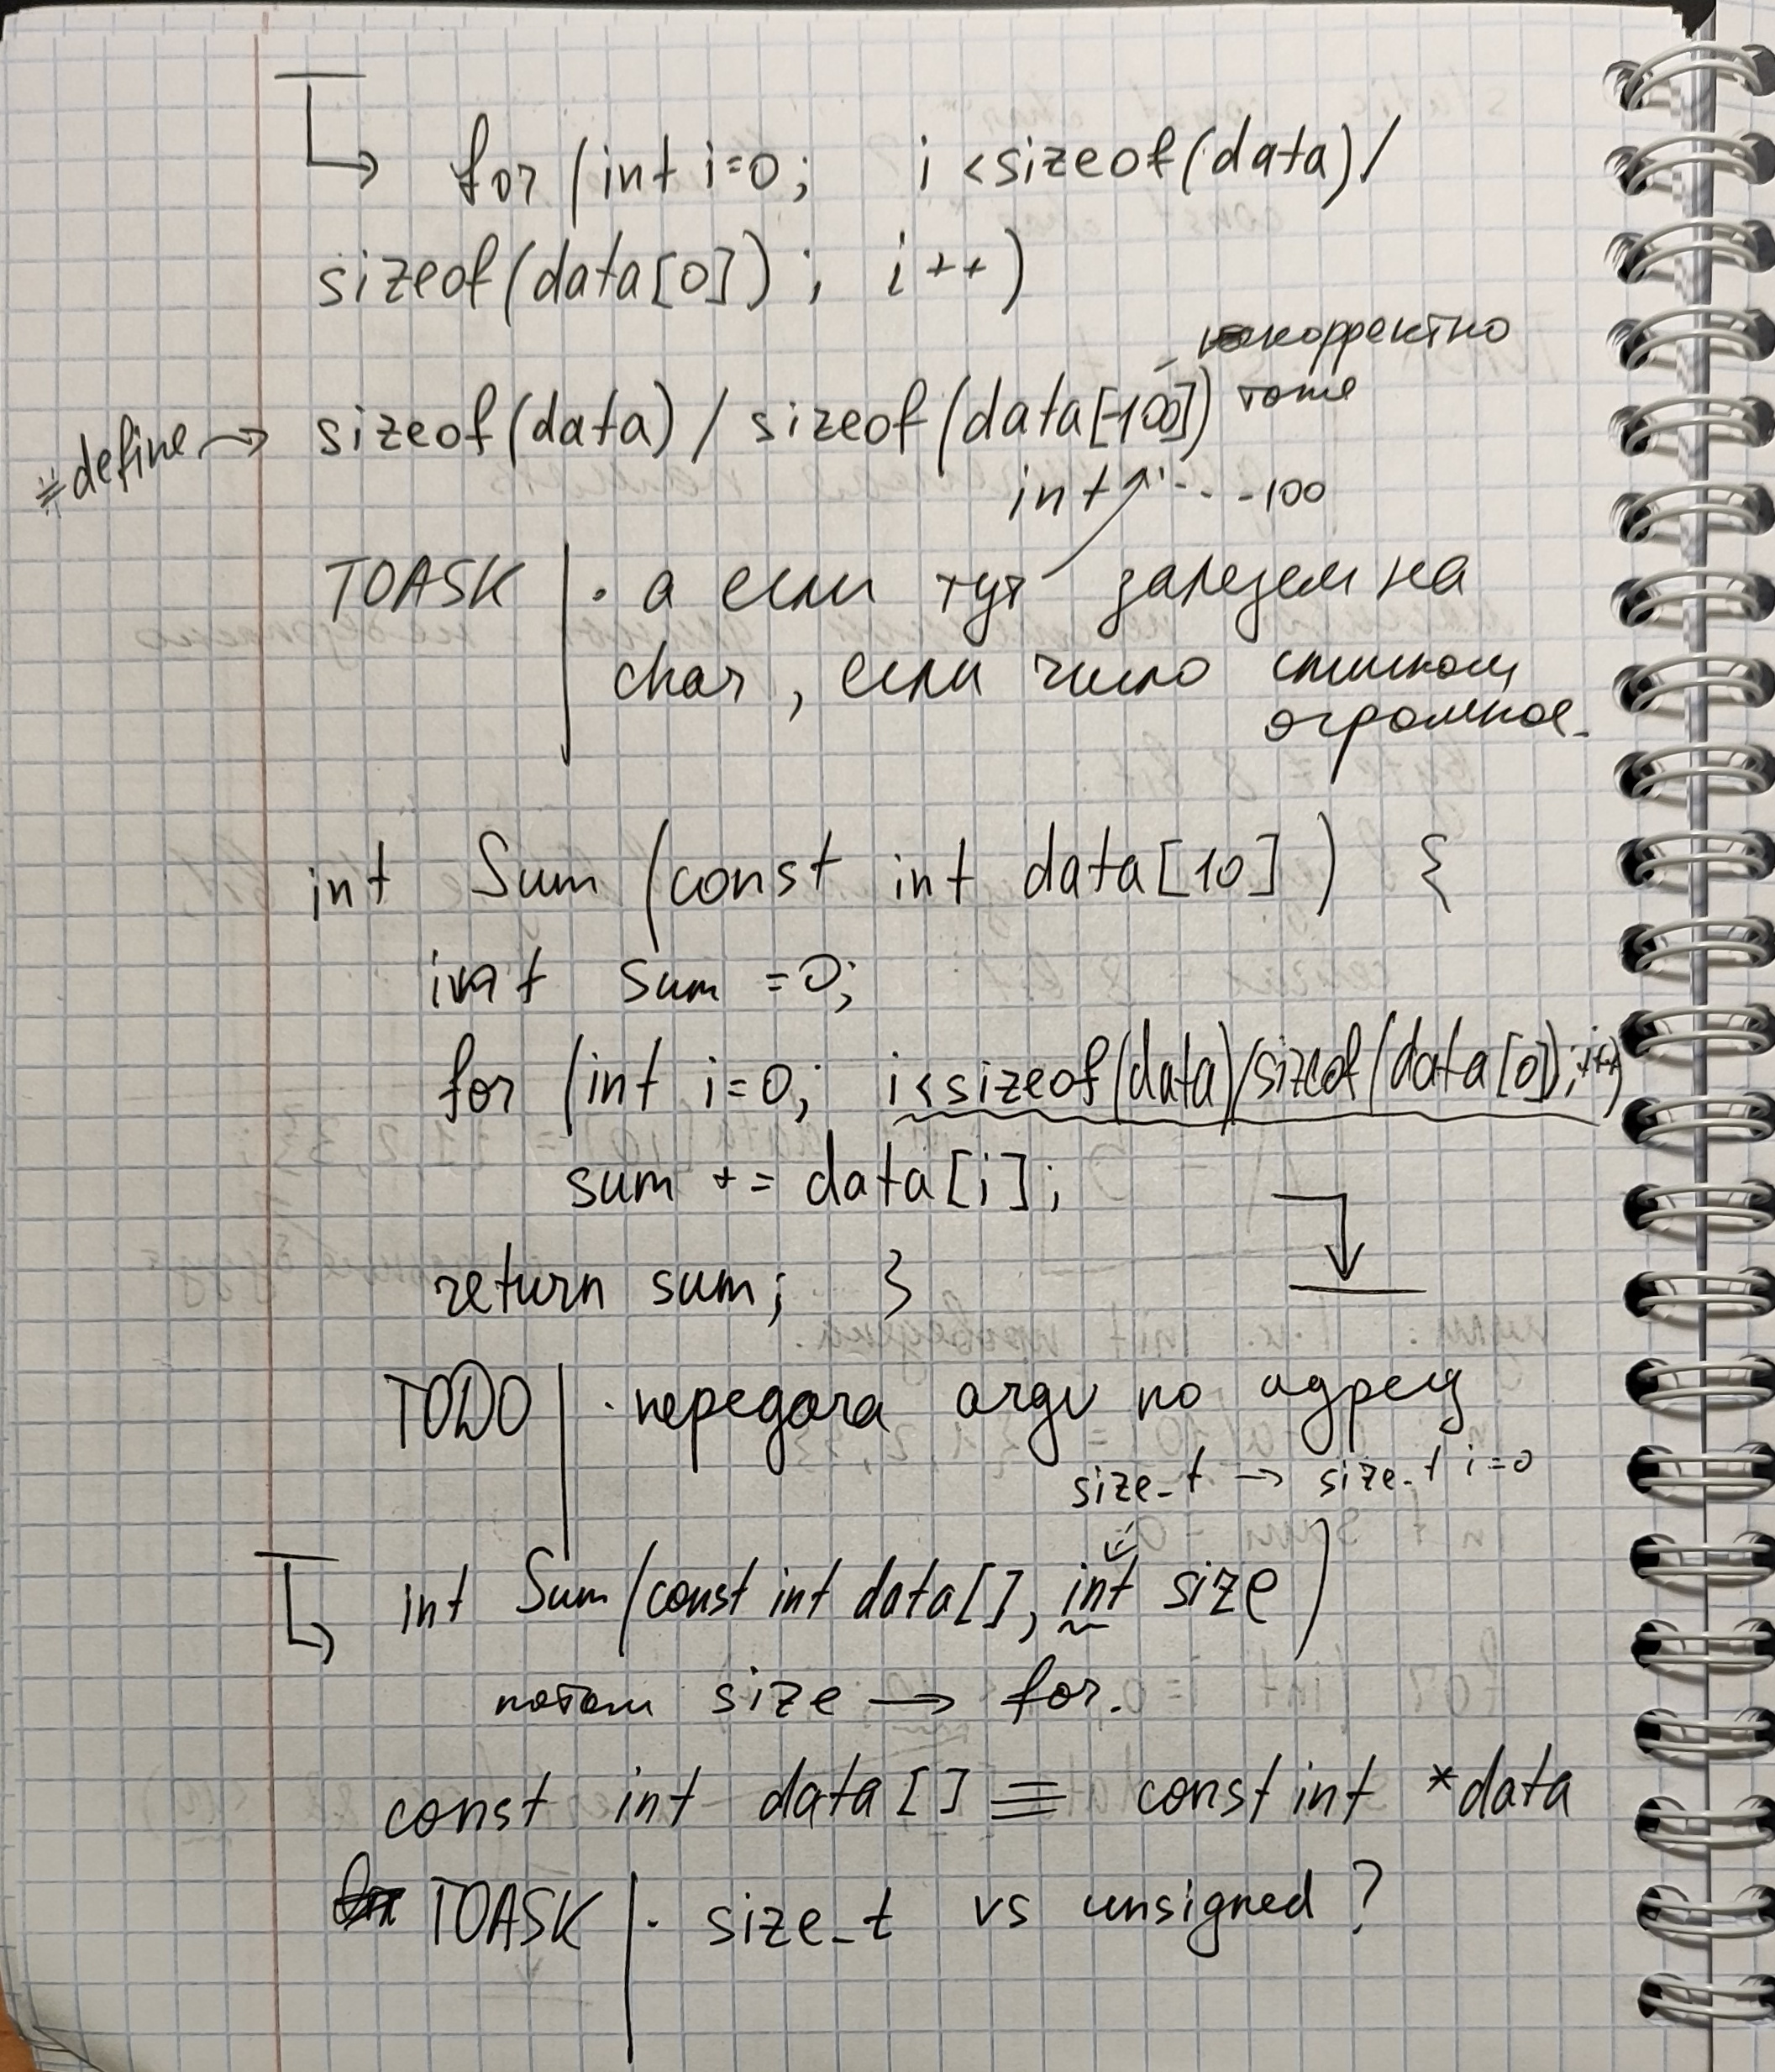 for (int i=0; i <sizeof(data)/
sizeof(data[0]); i++)
корректно
тоже
#define → sizeof(data) / sizeof(data[-100])
int ... -100
TOASK | · а если тут залезем на
char, если число слишком
огромное.
int Sum (const int data[10]) {
int sum =0;
for (int i=0; i<sizeof(data)/sizeof(data[0]); i++)
sum += data[i];
return sum; }
TODO | · передача argv по адресу
size_t → size_t i=0
int Sum (const int data[], int size)
потом size → for.
const int data[] ≡ const int *data
TOASK | · size_t vs unsigned?